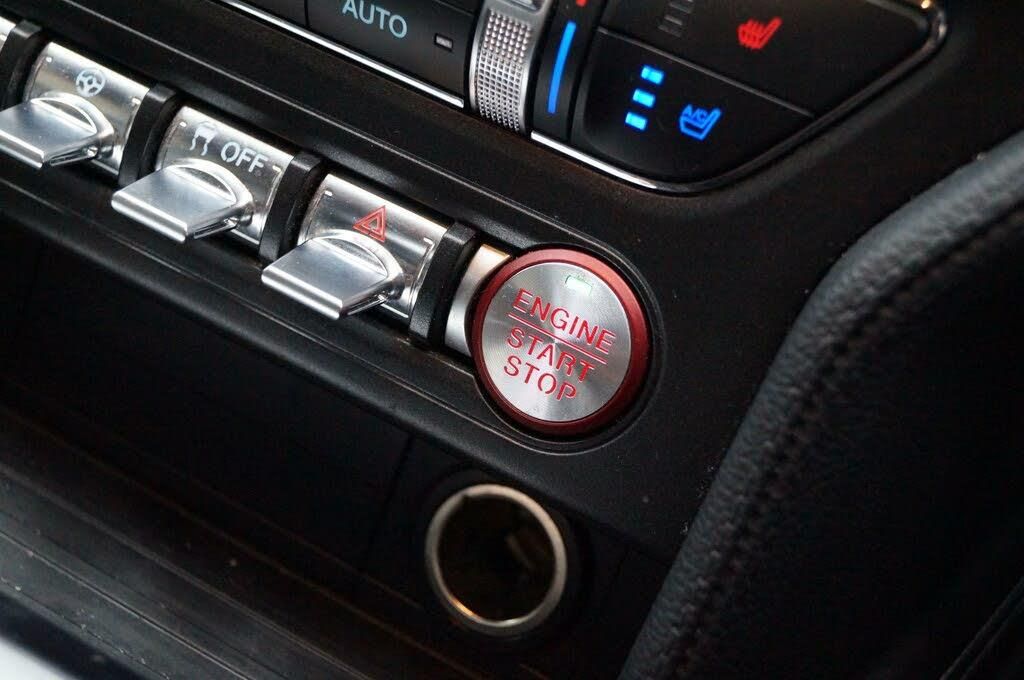 AUTO
A/C
OFF
ENGINE
START
STOP